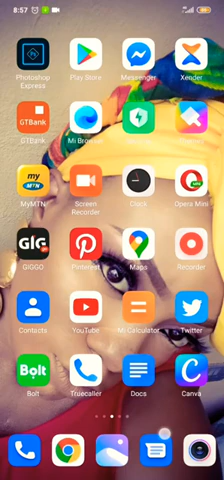 8:57
Photoshop Express
Play Store
Messenger
Xender
GTBank
GTBank
Mi Browser
my
MTN
MyMTN
Screen Recorder
Clock
Opera Mini
GIG
GIGGO
Pinterest
Maps
Recorder
Contacts
YouTube
Mi Calculator
Twitter
Bolt
Bolt
Truecaller
Docs
Canva